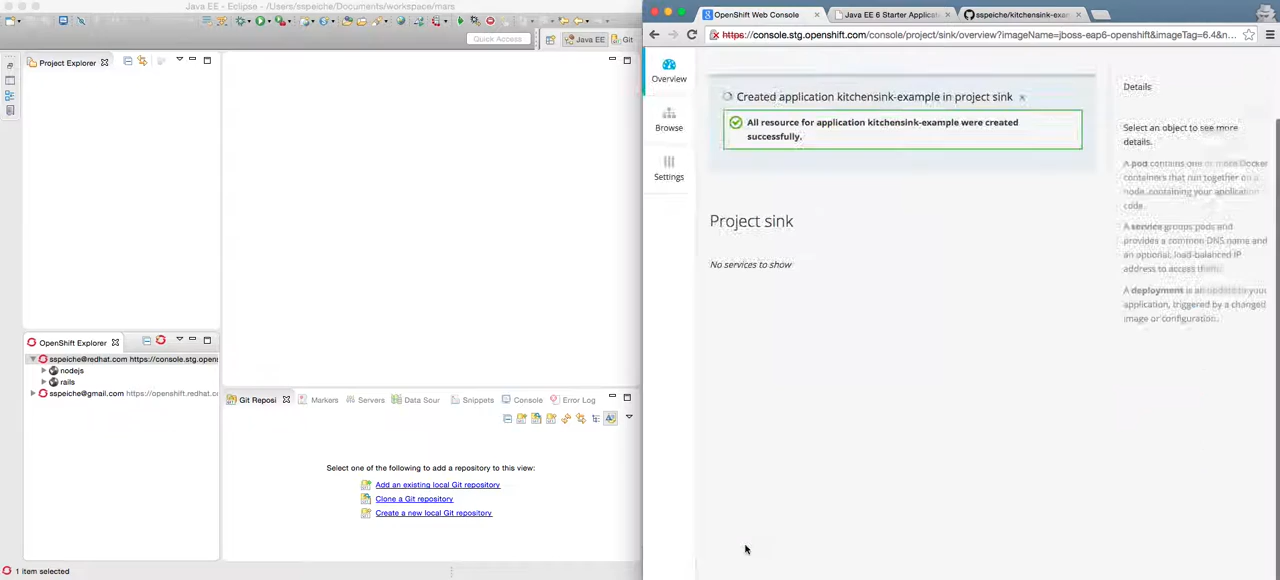 Java EE - Eclipse - /Users/sspeiche/Documents/workspace/mars
Quick Access
Java EE
Git
Project Explorer
OpenShift Explorer
sspeiche@redhat.com https://console.stg.open
nodejs
rails
sspeiche@gmail.com https://openshift.redhat.c
Git Reposi
Markers
Servers
Data Sour
Snippets
Console
Error Log
Select one of the following to add a repository to this view:
Add an existing local Git repository
Clone a Git repository
Create a new local Git repository
1 item selected
OpenShift Web Console
Java EE 6 Starter Applicat
sspeiche/kitchensink-exa
https://console.stg.openshift.com/console/project/sink/overview?imageName=jboss-eap6-openshift&imageTag=6.4&n...
Overview
Browse
Settings
Created application kitchensink-example in project sink
All resource for application kitchensink-example were created
successfully.
Project sink
No services to show
Details
Select an object to see more
details.
A pod contains one or more Docker
containers that run together on a
node, containing your application
code.
A service groups pods and
provides a common DNS name and
an optional, load-balanced IP
address to access them.
A deployment is an update to your
application, triggered by a changed
image or configuration.